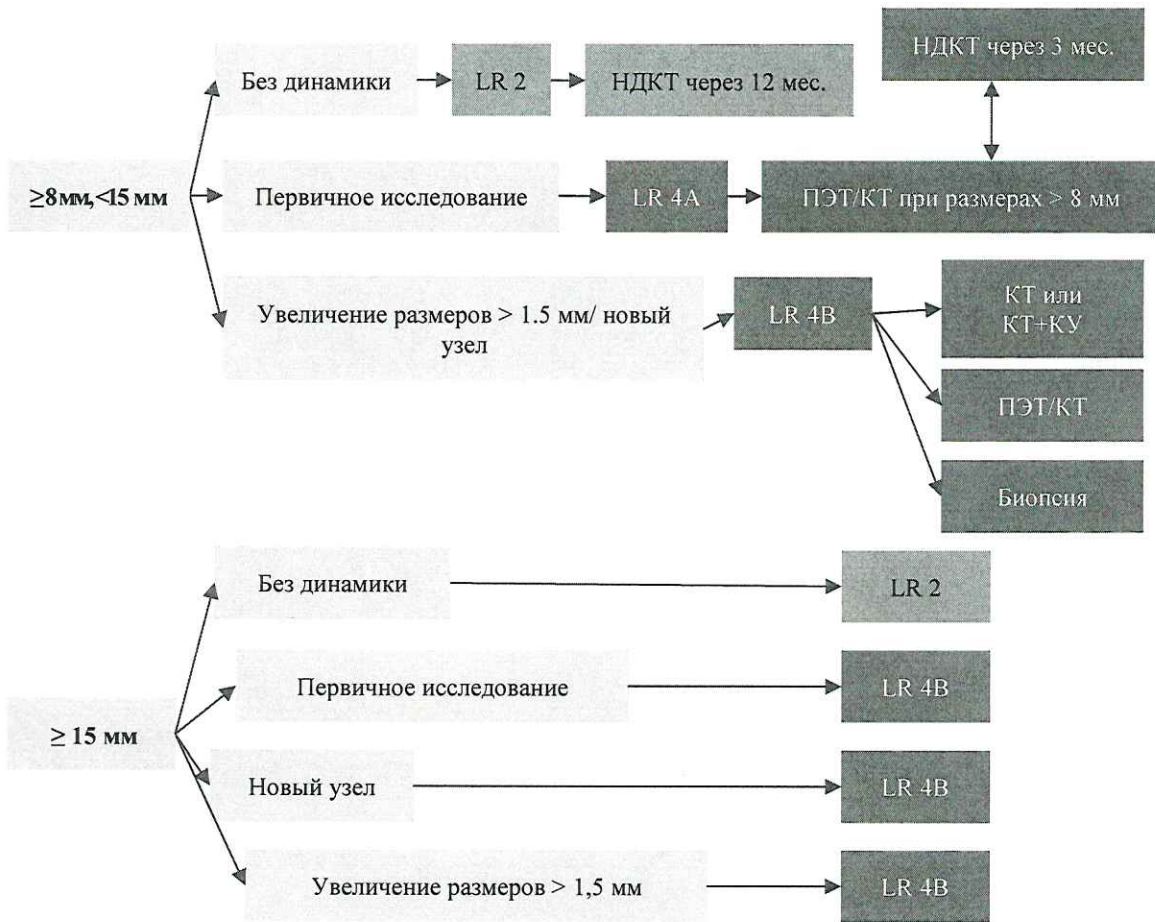 НДКТ через 3 мес.
Без динамики
LR 2
НДКТ через 12 мес.
≥8мм,<15 мм
Первичное исследование
LR 4A
ПЭТ/КТ при размерах > 8 мм
Увеличение размеров > 1.5 мм/ новый
узел
LR 4B
КТ или
КТ+КУ
ПЭТ/КТ
Биопсия
Без динамики
LR 2
Первичное исследование
LR 4B
≥ 15 мм
Новый узел
LR 4B
Увеличение размеров > 1,5 мм
LR 4B